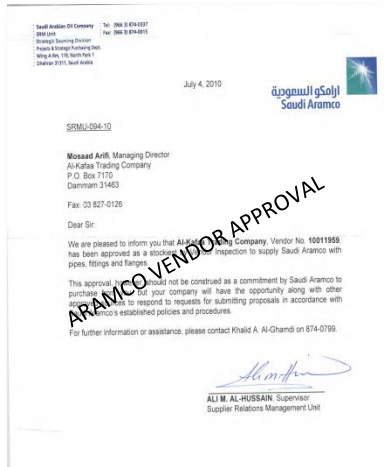 Saudi Arabian Oil Company Tel: (966 3) 874-0337
SRM Unit Fax: (966 3) 874-0015
Strategic Sourcing Division
Projects & Strategic Purchasing Dept.
Wing A-Rm, 119, North Park 1
Dhahran 31311, Saudi Arabia
July 4, 2010
ارامكو السعودية
Saudi Aramco
SRMU-094-10
Mosaad Arifi, Managing Director
Al-Kafaa Trading Company
P.O. Box 7170
Dammam 31463
Fax: 03 827-0126
Dear Sir:
We are pleased to inform you that Al-Kafaa Trading Company, Vendor No. 10011959,
has been approved as a stockist Inspection to supply Saudi Aramco with
pipes, fittings and flanges.
This approval, however, should not be construed as a commitment by Saudi Aramco to
purchase but your company will have the opportunity along with other
approved to respond to requests for submitting proposals in accordance with
Aramco's established policies and procedures.
For further information or assistance, please contact Khalid A. Al-Ghamdi on 874-0799.
ARAMCO VENDOR APPROVAL
ALI M. AL-HUSSAIN, Supervisor
Supplier Relations Management Unit